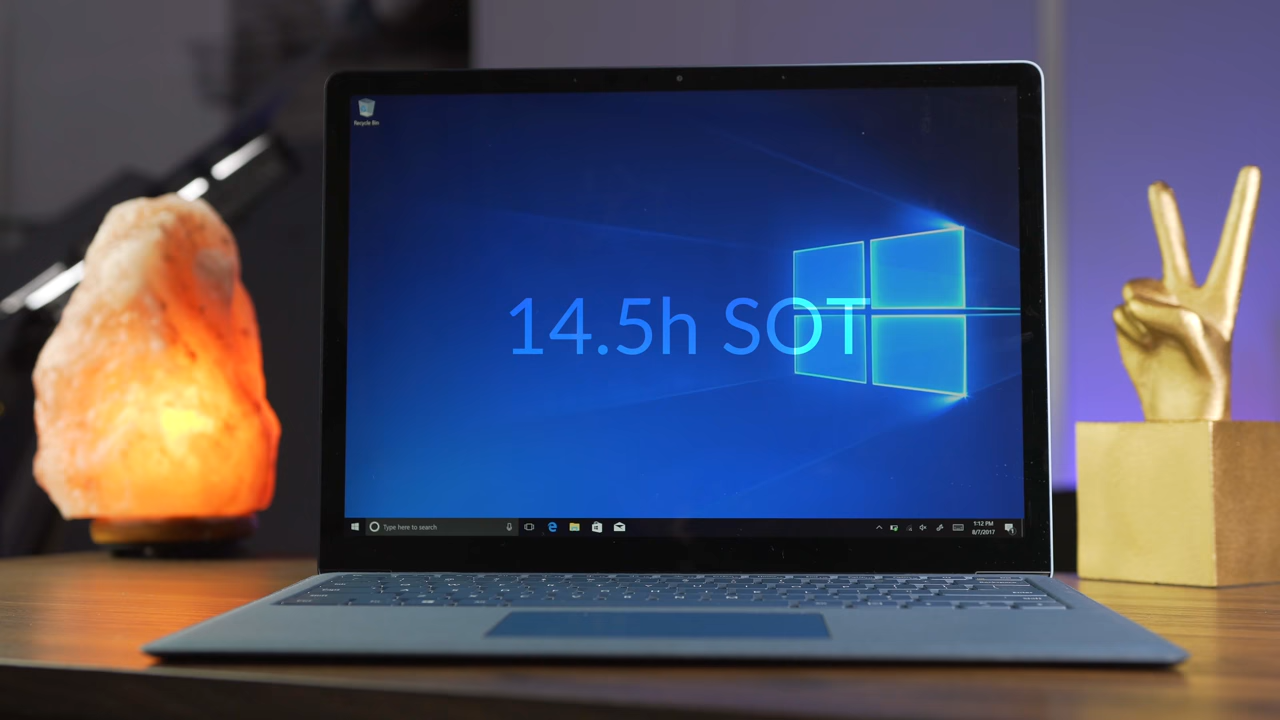 Recycle Bin
14.5h SOT
Type here to search
1:12 PM
8/7/2017